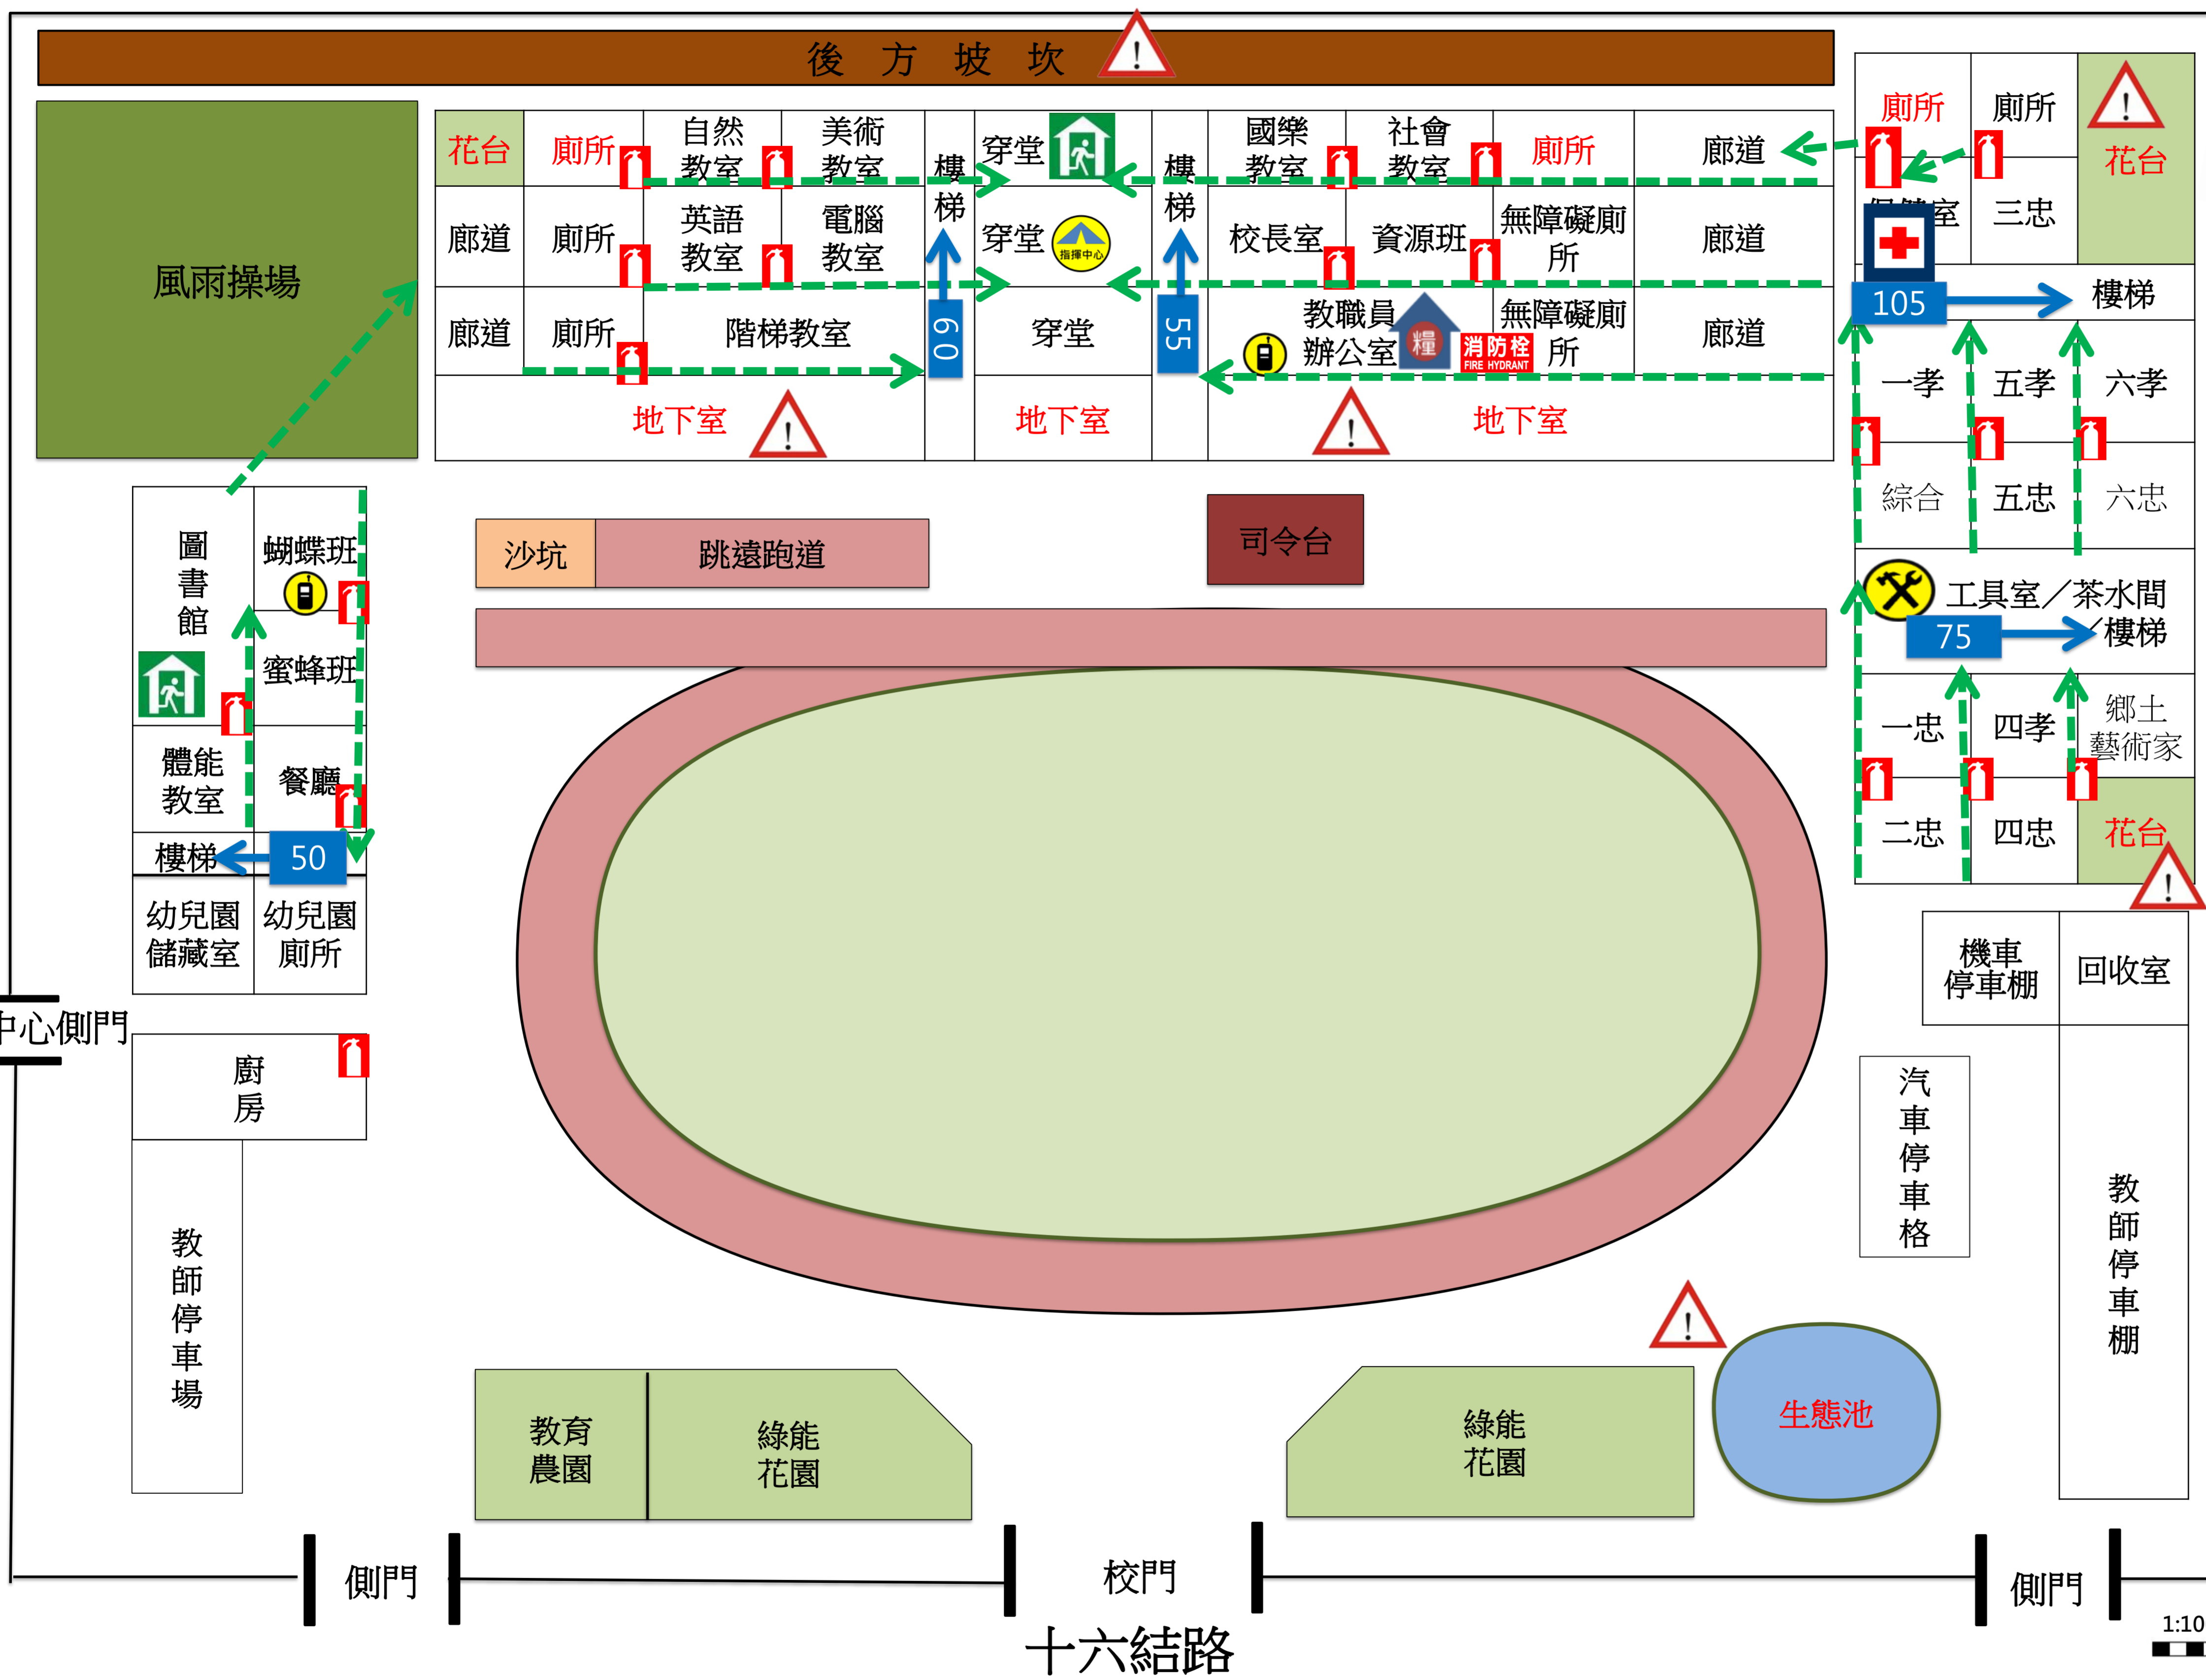 後方坡坎
風雨操場
花台
廁所
自然
教室
美術
教室
樓梯
穿堂
樓梯
國樂
教室
社會
教室
廁所
廊道
廊道
廁所
英語
教室
電腦
教室
穿堂
指揮中心
校長室
資源班
無障礙廁
所
廊道
廊道
廁所
階梯教室
60
穿堂
55
教職員
辦公室
糧
消防栓
FIRE HYDRANT
無障礙廁
所
廊道
地下室
地下室
地下室
廁所
廁所
花台
保健室
三忠
105
樓梯
一孝
五孝
六孝
綜合
五忠
六忠
工具室／茶水間
／樓梯
75
一忠
四孝
鄉土
藝術家
二忠
四忠
花台
圖書館
蝴蝶班
蜜蜂班
體能
教室
餐廳
樓梯
50
幼兒園
儲藏室
幼兒園
廁所
沙坑
跳遠跑道
司令台
中心側門
廚房
教師停車場
機車
停車棚
回收室
汽車停車格
教師停車棚
教育
農園
綠能
花園
綠能
花園
生態池
側門
校門
側門
十六結路
1:10